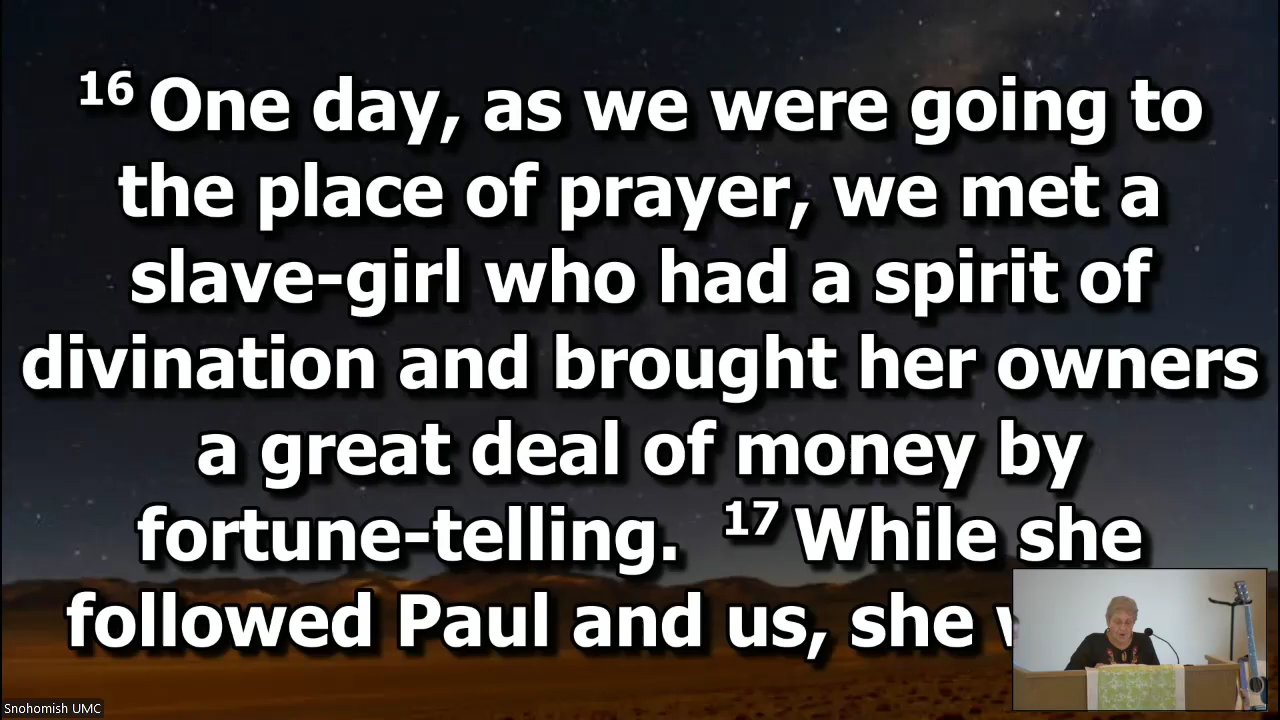 16 One day, as we were going to
the place of prayer, we met a
slave-girl who had a spirit of
divination and brought her owners
a great deal of money by
fortune-telling. 17 While she
followed Paul and us, she
Snohomish UMC